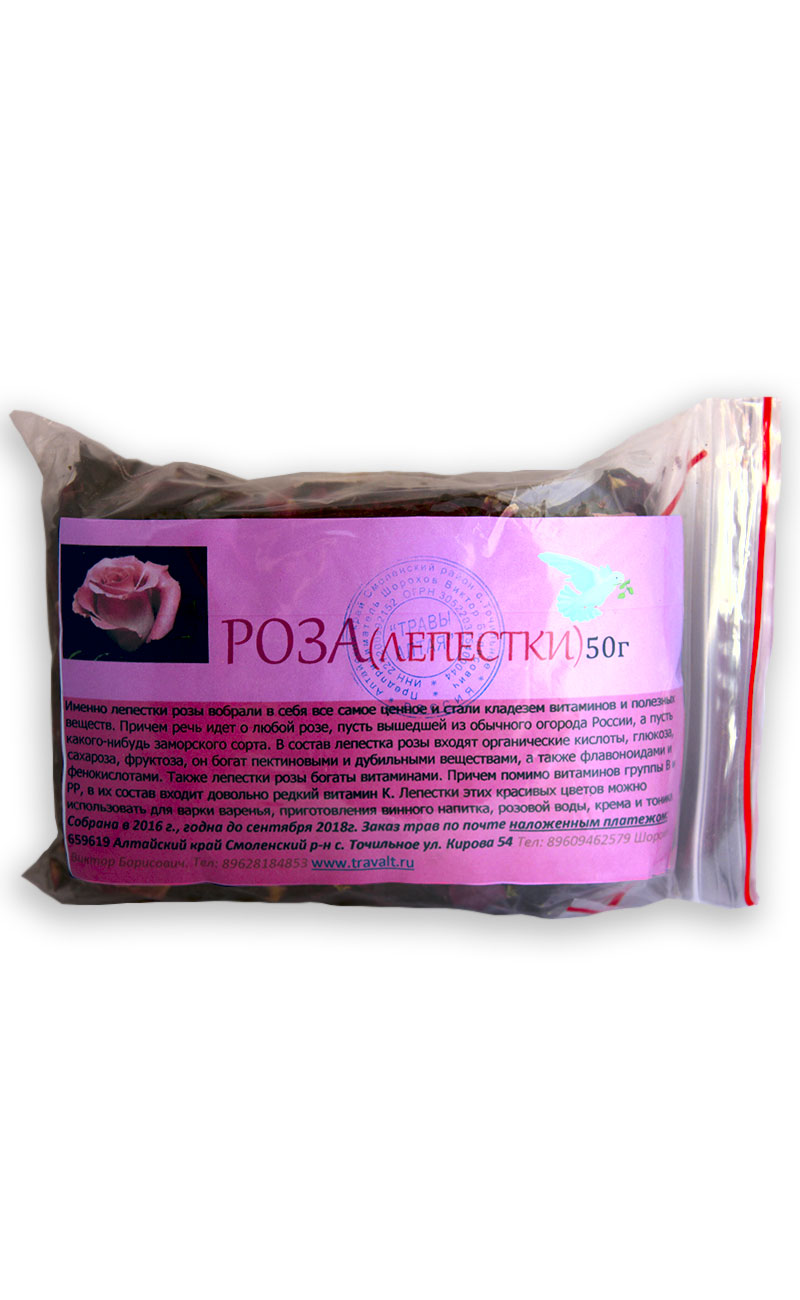 РОЗА(ЛЕПЕСТКИ)50г
"ТРАВЫ
Именно лепестки розы вобрали в себя все самое ценное и стали кладезем витаминов и полезных
веществ. Причем речь идет о любой розе, пусть вышедшей из обычного огорода России, а пусть
какого-нибудь заморского сорта. В состав лепестка розы входят органические кислоты, глюкоза,
сахароза, фруктоза, он богат пектиновыми и дубильными веществами, а также флавоноидами и
фенокислотами. Также лепестки розы богаты витаминами. Причем помимо витаминов группы В и
РР, в их состав входит довольно редкий витамин К. Лепестки этих красивых цветов можно
использовать для варки варенья, приготовления винного напитка, розовой воды, крема и тоника.
Собрана в 2016 г., годна до сентября 2018г. Заказ трав по почте наложенным платежом:
659619 Алтайский край Смоленский р-н с. Точильное ул. Кирова 54 Тел: 89609462579 Шорохов
Виктор Борисович. Тел: 89628184853 www.travalt.ru